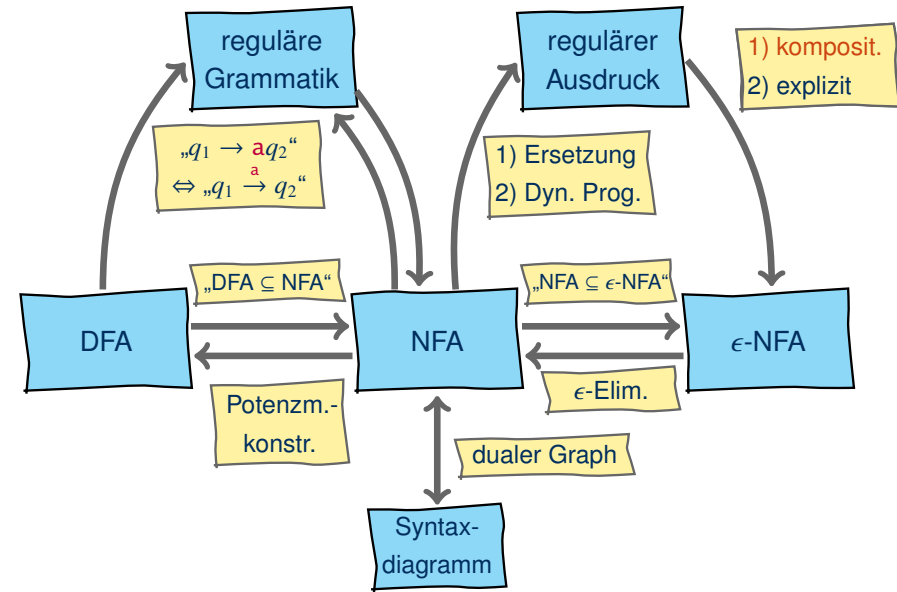 reguläre
Grammatik
regulärer
Ausdruck
1) komposit.
2) explizit
„q₁ → aq₂“
⇔ „q₁ →ᵃ q₂“
1) Ersetzung
2) Dyn. Prog.
„DFA ⊆ NFA“
„NFA ⊆ ϵ-NFA“
DFA
NFA
ϵ-NFA
Potenzm.-
konstr.
ϵ-Elim.
dualer Graph
Syntax-
diagramm